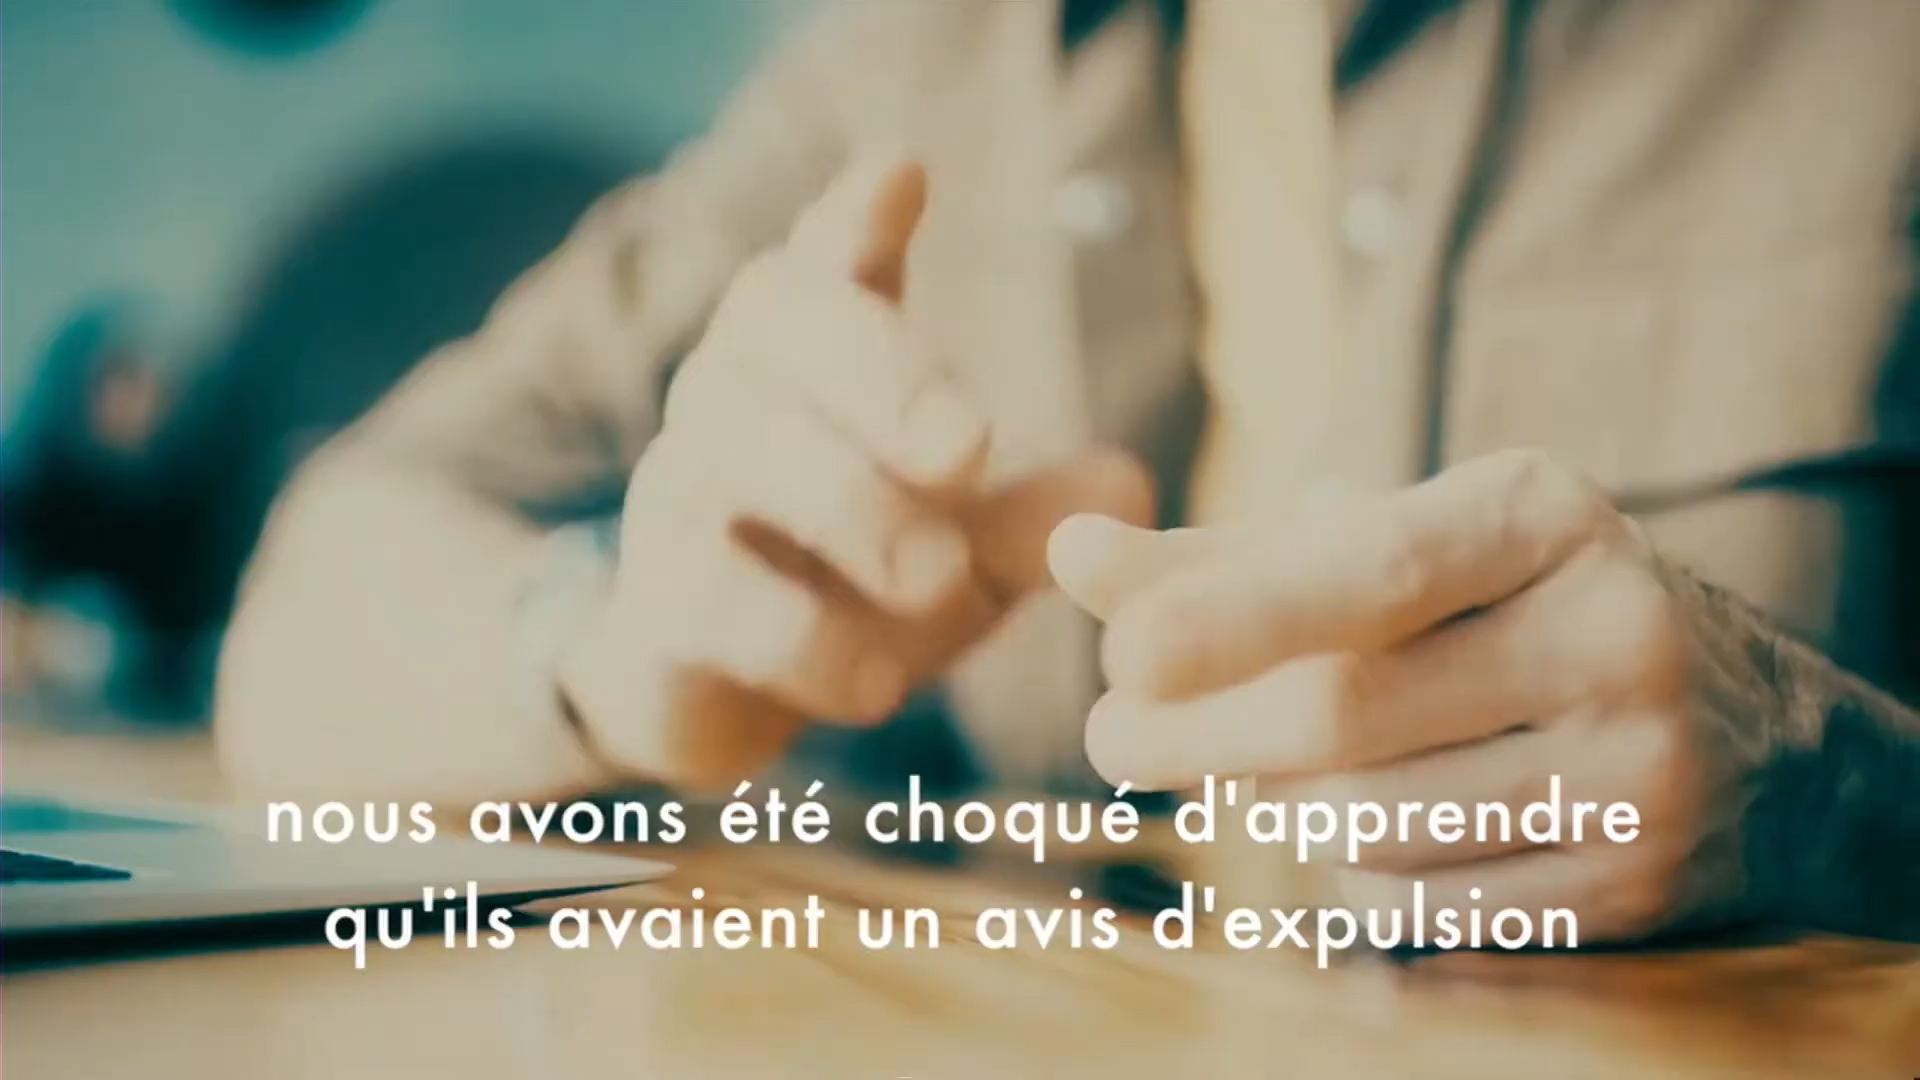 nous avons été choqué d'apprendre
qu'ils avaient un avis d'expulsion